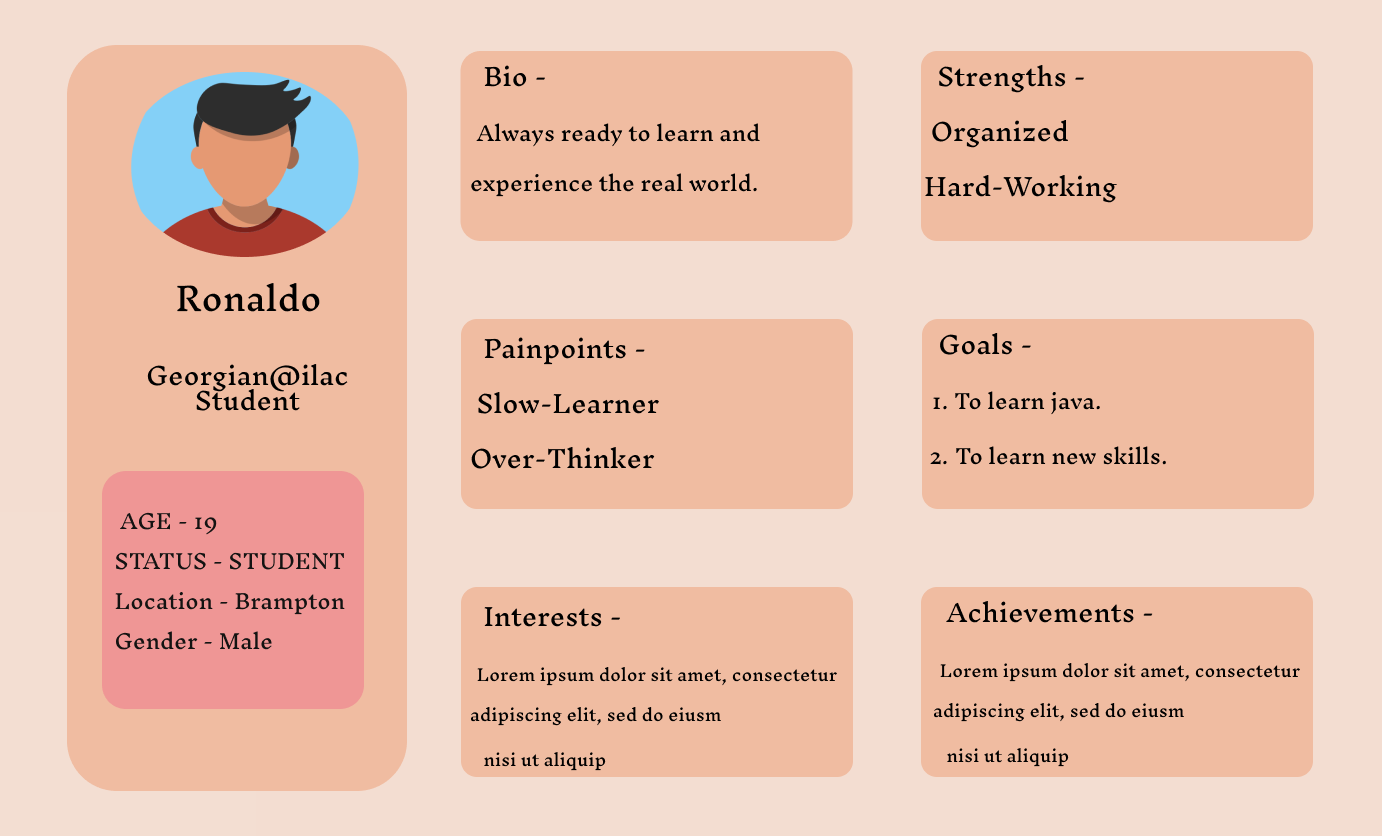 Ronaldo
Georgian@ilac
Student
AGE - 19
STATUS - STUDENT
Location - Brampton
Gender - Male
Bio -
Always ready to learn and
experience the real world.
Strengths -
Organized
Hard-Working
Painpoints -
Slow-Learner
Over-Thinker
Goals -
1. To learn java.
2. To learn new skills.
Interests -
Lorem ipsum dolor sit amet, consectetur
adipiscing elit, sed do eiusm
nisi ut aliquip
Achievements -
Lorem ipsum dolor sit amet, consectetur
adipiscing elit, sed do eiusm
nisi ut aliquip